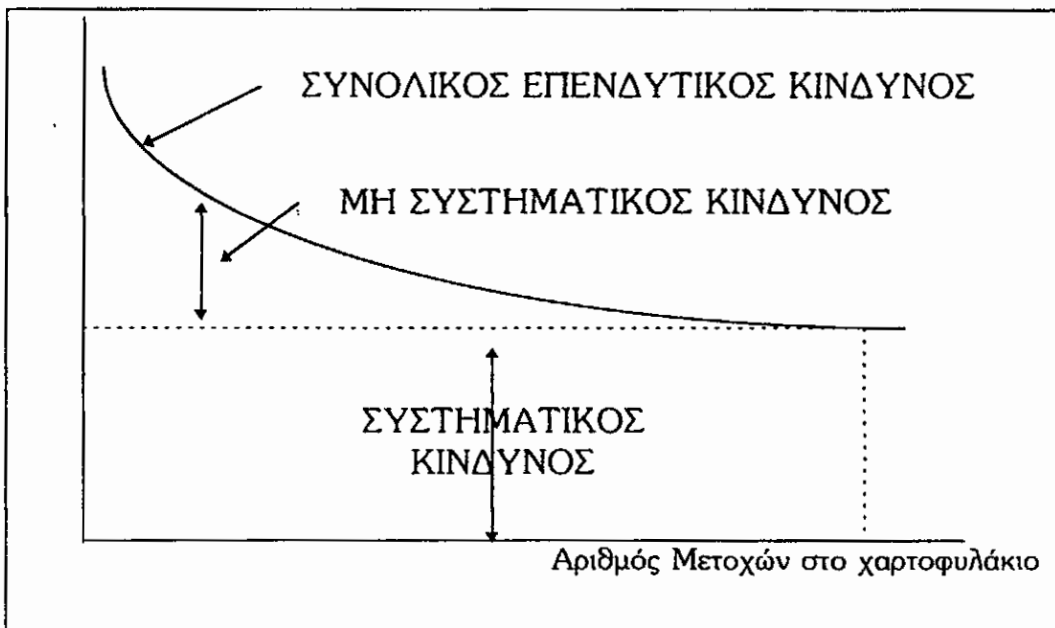 ΣΥΝΟΛΙΚΟΣ ΕΠΕΝΔΥΤΙΚΟΣ ΚΙΝΔΥΝΟΣ
ΜΗ ΣΥΣΤΗΜΑΤΙΚΟΣ ΚΙΝΔΥΝΟΣ
ΣΥΣΤΗΜΑΤΙΚΟΣ
ΚΙΝΔΥΝΟΣ
Αριθμός Μετοχών στο χαρτοφυλάκιο